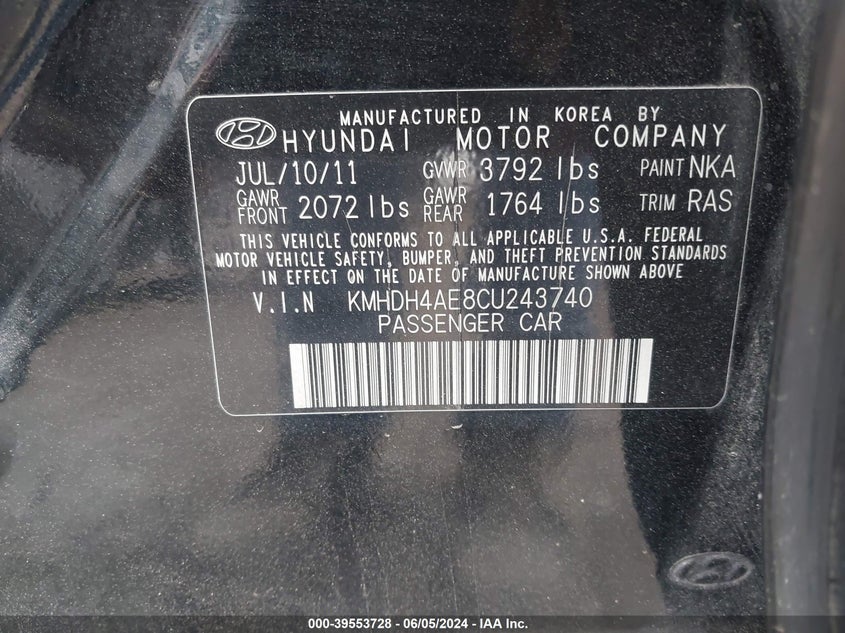 MANUFACTURED IN KOREA BY
HYUNDAI MOTOR COMPANY
JUL/10/11 GVWR 3792 lbs PAINT NKA
GAWR FRONT 2072 lbs GAWR REAR 1764 lbs TRIM RAS
THIS VEHICLE CONFORMS TO ALL APPLICABLE U.S.A. FEDERAL
MOTOR VEHICLE SAFETY, BUMPER, AND THEFT PREVENTION STANDARDS
IN EFFECT ON THE DATE OF MANUFACTURE SHOWN ABOVE
V.I.N KMHDH4AE8CU243740
PASSENGER CAR
000-39553728 - 06/05/2024 - IAA Inc.